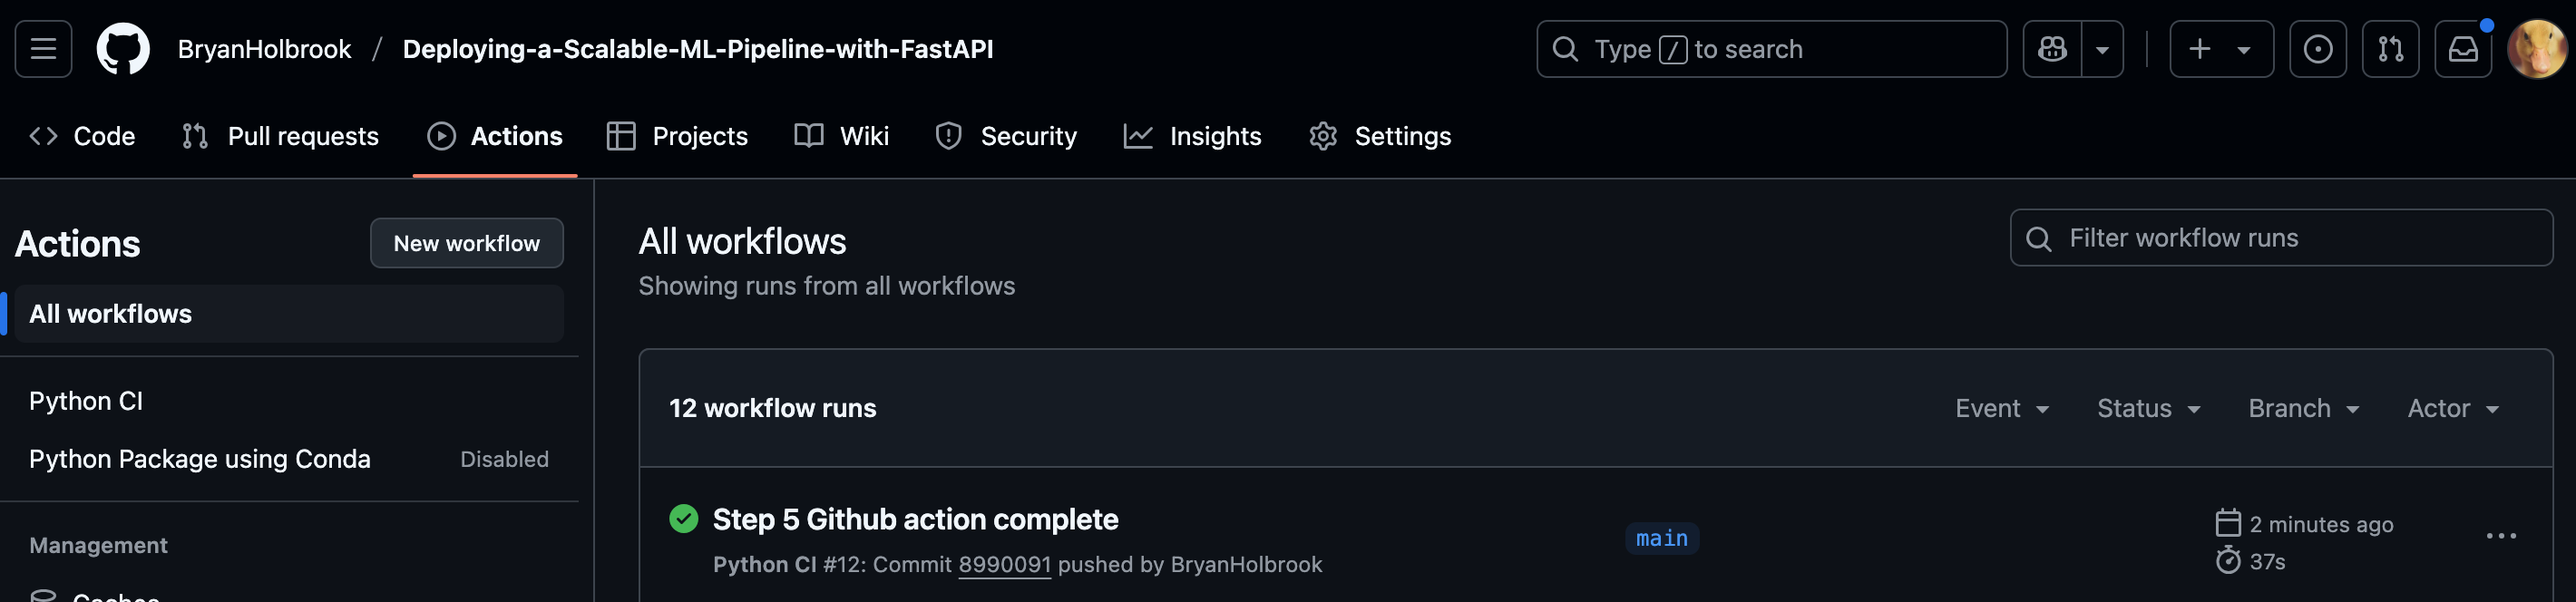 BryanHolbrook / Deploying-a-Scalable-ML-Pipeline-with-FastAPI
Type / to search
Code
Pull requests
Actions
Projects
Wiki
Security
Insights
Settings
Actions
New workflow
All workflows
Python CI
Python Package using Conda Disabled
Management
Caches
All workflows
Showing runs from all workflows
Filter workflow runs
12 workflow runs
Event
Status
Branch
Actor
Step 5 Github action complete
Python CI #12: Commit 8990091 pushed by BryanHolbrook
main
2 minutes ago
37s